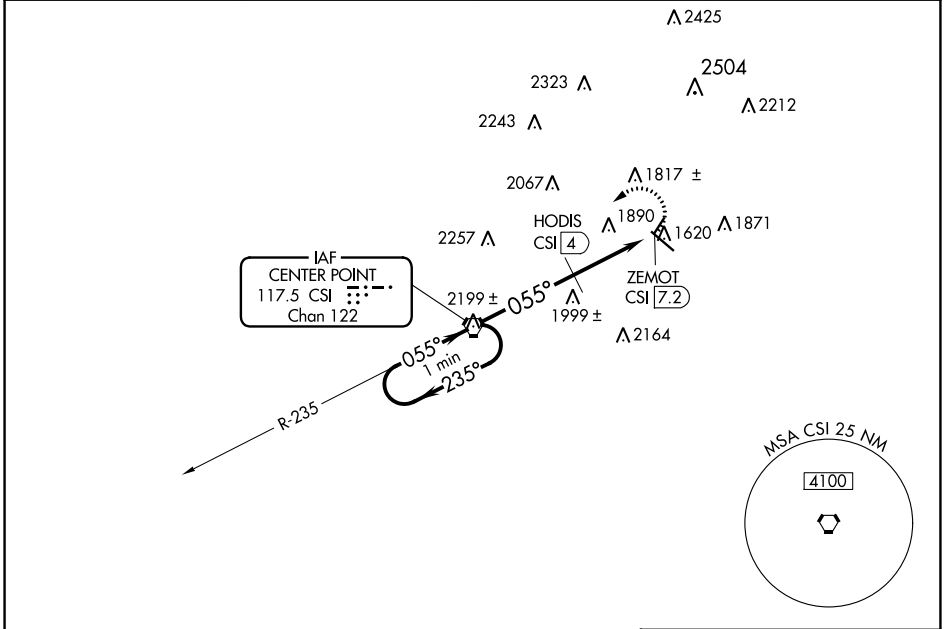 2425
2504
2323
2212
2243
2067
1817 ±
HODIS
CSI 4
1890
1620
1871
2257
IAF
CENTER POINT
117.5 CSI
Chan 122
ZEMOT
CSI 7.2
2199 ±
055°
1999 ±
2164
055°
1 min
235°
R-235
MSA CSI 25 NM
4100